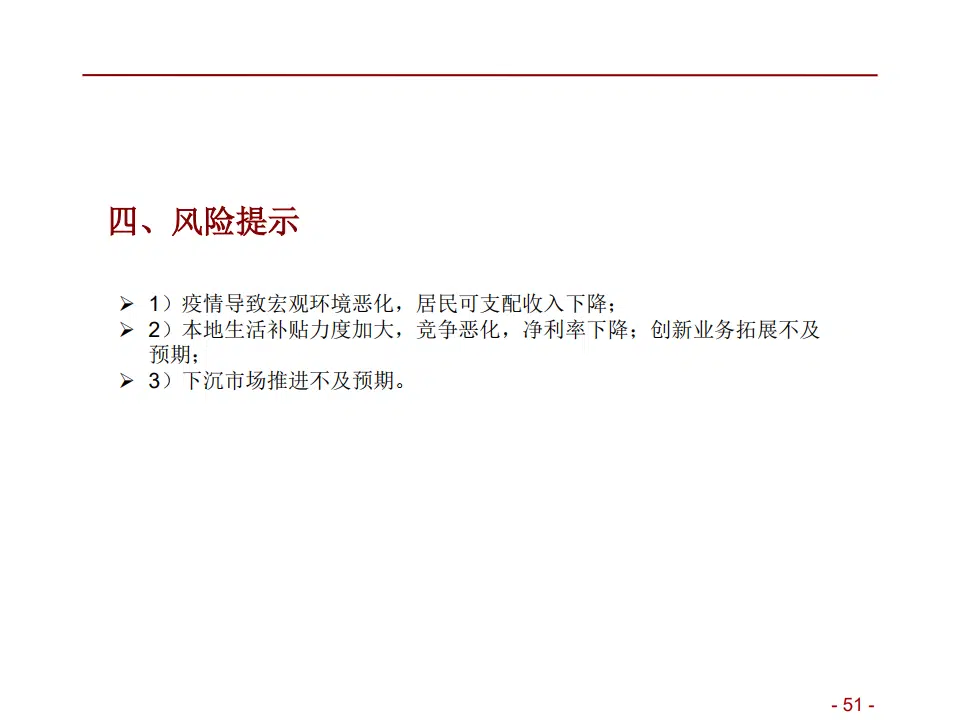 四、风险提示
➢ 1）疫情导致宏观环境恶化，居民可支配收入下降；
➢ 2）本地生活补贴力度加大，竞争恶化，净利率下降；创新业务拓展不及
预期；
➢ 3）下沉市场推进不及预期。
- 51 -